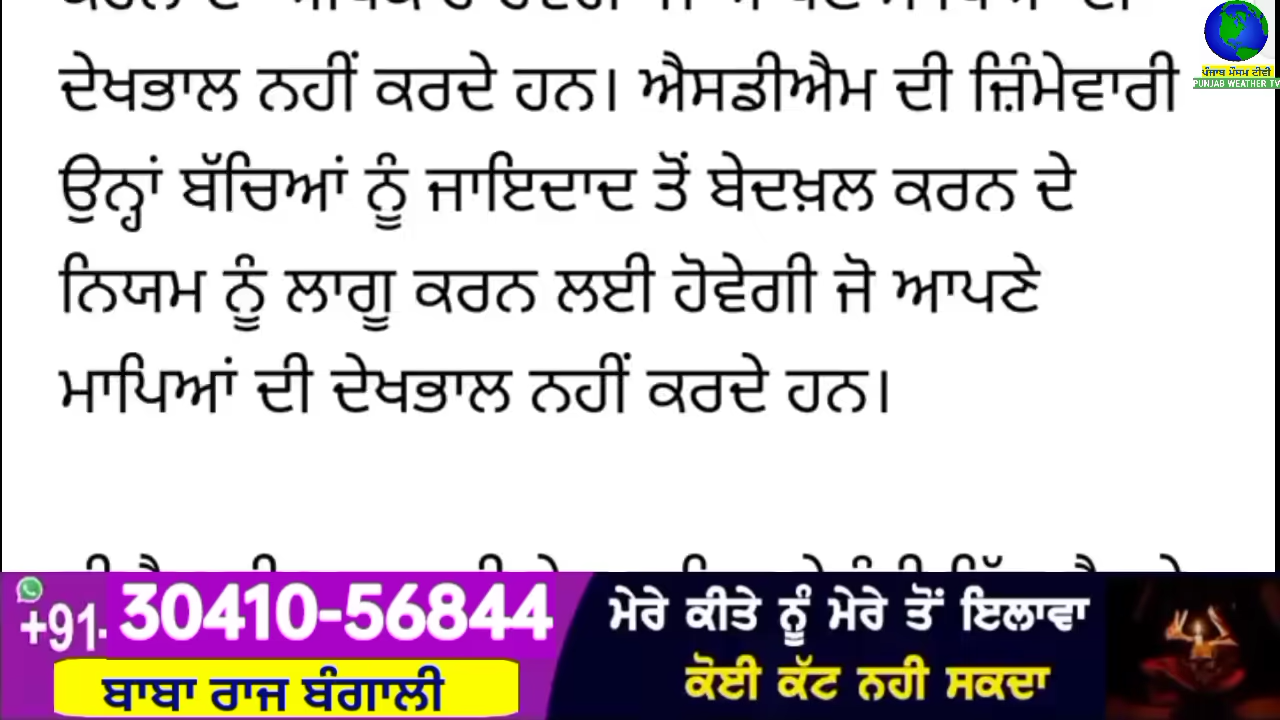 ਦੇਖਭਾਲ ਨਹੀਂ ਕਰਦੇ ਹਨ। ਐਸਡੀਐਮ ਦੀ ਜ਼ਿੰਮੇਵਾਰੀ
ਉਨ੍ਹਾਂ ਬੱਚਿਆਂ ਨੂੰ ਜਾਇਦਾਦ ਤੋਂ ਬੇਦਖ਼ਲ ਕਰਨ ਦੇ
ਨਿਯਮ ਨੂੰ ਲਾਗੂ ਕਰਨ ਲਈ ਹੋਵੇਗੀ ਜੋ ਆਪਣੇ
ਮਾਪਿਆਂ ਦੀ ਦੇਖਭਾਲ ਨਹੀਂ ਕਰਦੇ ਹਨ।
ਪੰਜਾਬ ਮੌਸਮ ਟੀਵੀ
PUNJAB WEATHER TV
+91-30410-56844
ਬਾਬਾ ਰਾਜ ਬੰਗਾਲੀ
ਮੇਰੇ ਕੀਤੇ ਨੂੰ ਮੇਰੇ ਤੋਂ ਇਲਾਵਾ
ਕੋਈ ਕੱਟ ਨਹੀ ਸਕਦਾ